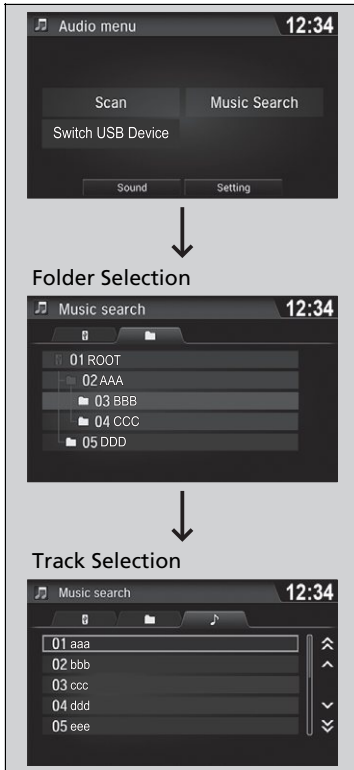 Audio menu 12:34
Scan Music Search
Switch USB Device
Sound Setting
Folder Selection
Music search 12:34
01 ROOT
02 AAA
03 BBB
04 CCC
05 DDD
Track Selection
Music search 12:34
01 aaa
02 bbb
03 ccc
04 ddd
05 eee